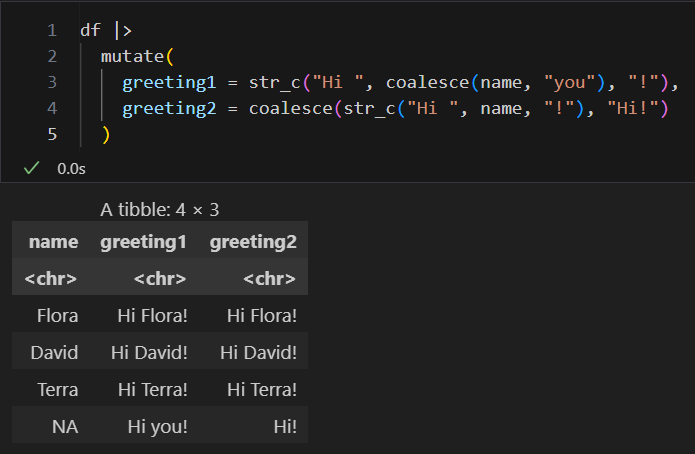 1 df |>
2 mutate(
3 greeting1 = str_c("Hi ", coalesce(name, "you"), "!"),
4 greeting2 = coalesce(str_c("Hi ", name, "!"), "Hi!")
5 )
0.0s
A tibble: 4 × 3
name greeting1 greeting2
<chr> <chr> <chr>
Flora Hi Flora! Hi Flora!
David Hi David! Hi David!
Terra Hi Terra! Hi Terra!
NA Hi you! Hi!